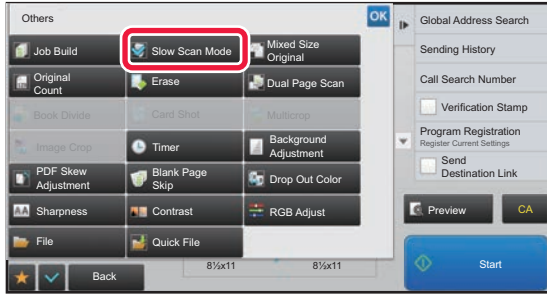 Others
OK
Job Build
Slow Scan Mode
Mixed Size
Original
Original
Count
Erase
Dual Page Scan
Book Divide
Card Shot
Multicrop
Image Crop
Timer
Background
Adjustment
PDF Skew
Adjustment
Blank Page
Skip
Drop Out Color
AA Sharpness
Contrast
RGB Adjust
File
Quick File
Back
8½x11
8½x11
Global Address Search
Sending History
Call Search Number
Verification Stamp
Program Registration
Register Current Settings
Send
Destination Link
Preview
CA
Start